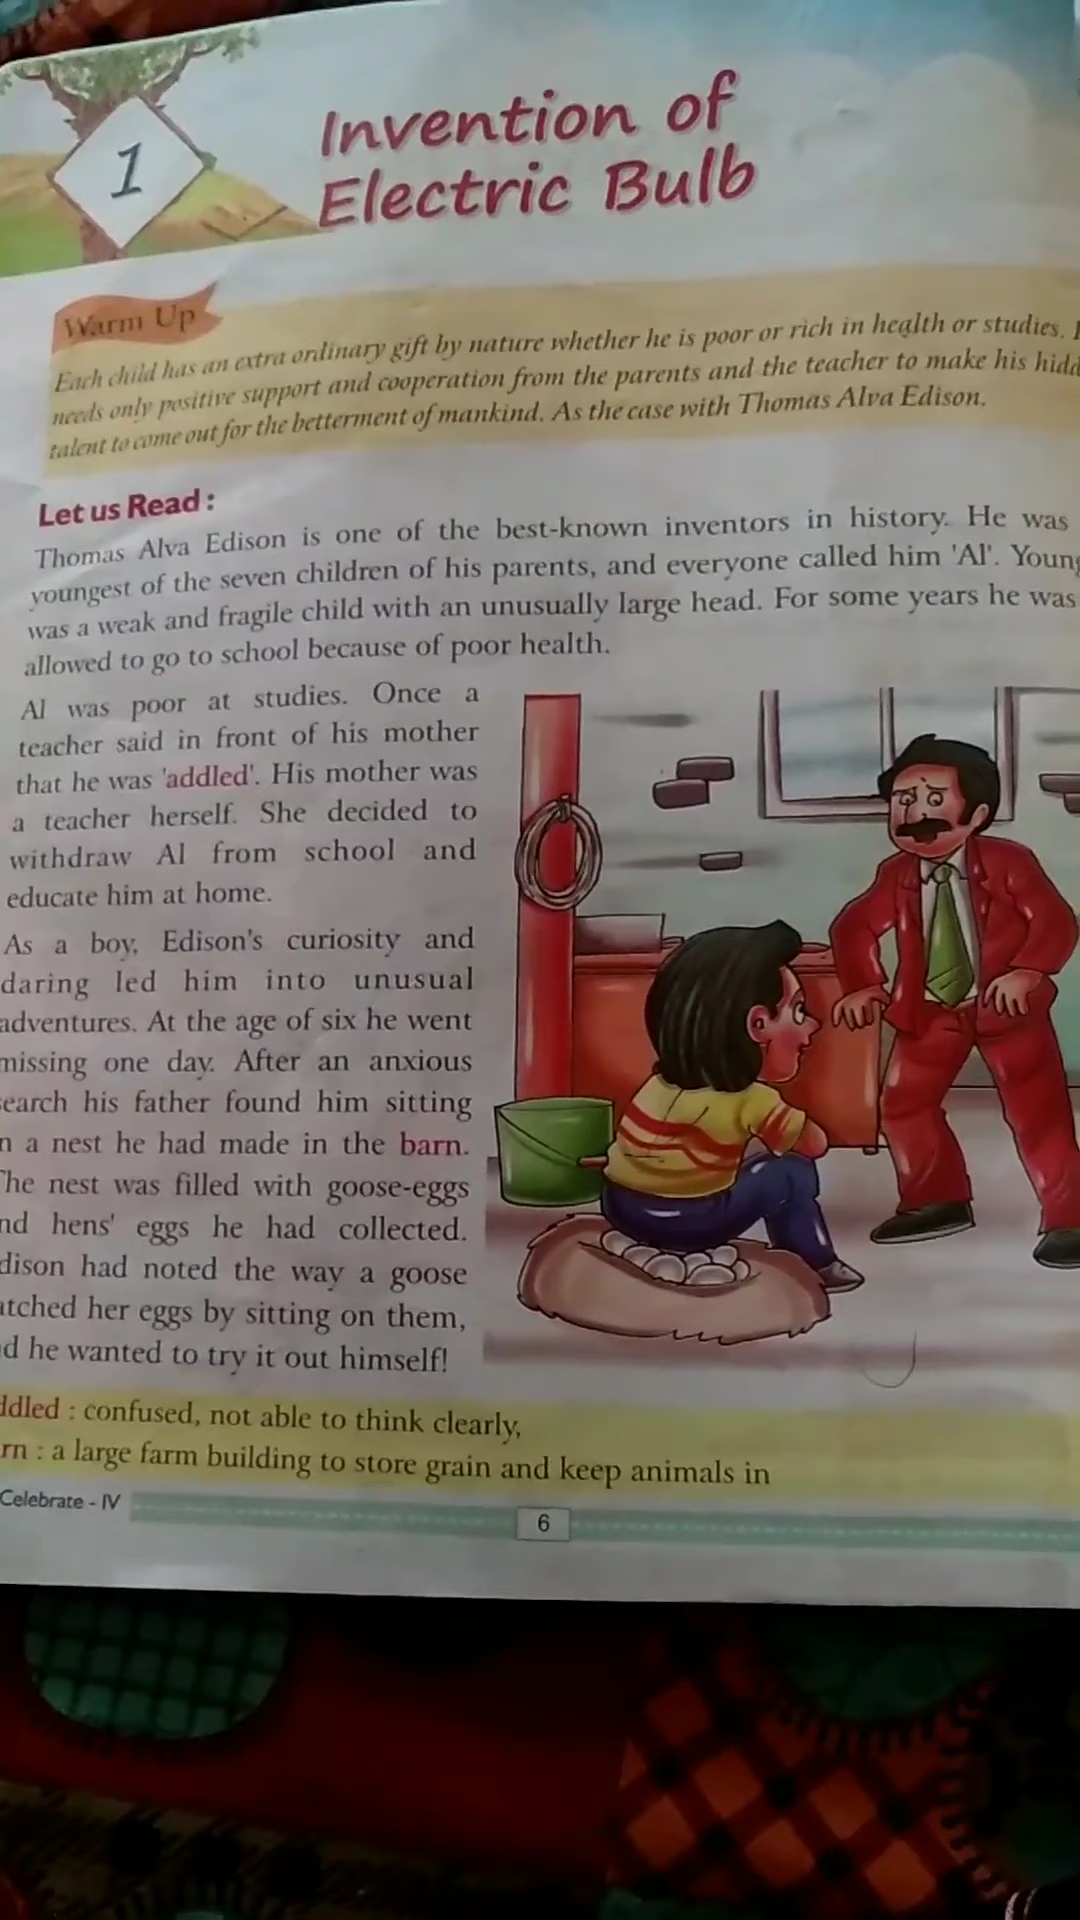 1
Invention of
Electric Bulb
Warm Up
Each child has an extra ordinary gift by nature whether he is poor or rich in health or studies.
needs only positive support and cooperation from the parents and the teacher to make his
talent to come out for the betterment of mankind. As the case with Thomas Alva Edison.
Let us Read :
Thomas Alva Edison is one of the best-known inventors in history. He was
youngest of the seven children of his parents, and everyone called him 'Al'.
was a weak and fragile child with an unusually large head. For some years he was
allowed to go to school because of poor health.
Al was poor at studies. Once a
teacher said in front of his mother
that he was 'addled'. His mother was
a teacher herself. She decided to
withdraw Al from school and
educate him at home.
As a boy, Edison's curiosity and
daring led him into unusual
adventures. At the age of six he went
missing one day. After an anxious
his father found him sitting
a nest he had made in the barn.
nest was filled with goose-eggs
hens' eggs he had collected.
had noted the way a goose
her eggs by sitting on them,
he wanted to try it out himself!
: confused, not able to think clearly,
: a large farm building to store grain and keep animals in
Celebrate - IV
6